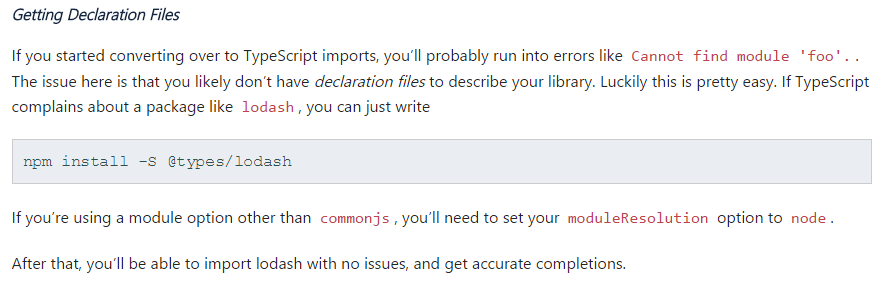 Getting Declaration Files
If you started converting over to TypeScript imports, you’ll probably run into errors like Cannot find module 'foo'. .
The issue here is that you likely don’t have declaration files to describe your library. Luckily this is pretty easy. If TypeScript
complains about a package like lodash , you can just write
npm install -S @types/lodash
If you’re using a module option other than commonjs , you’ll need to set your moduleResolution option to node .
After that, you’ll be able to import lodash with no issues, and get accurate completions.